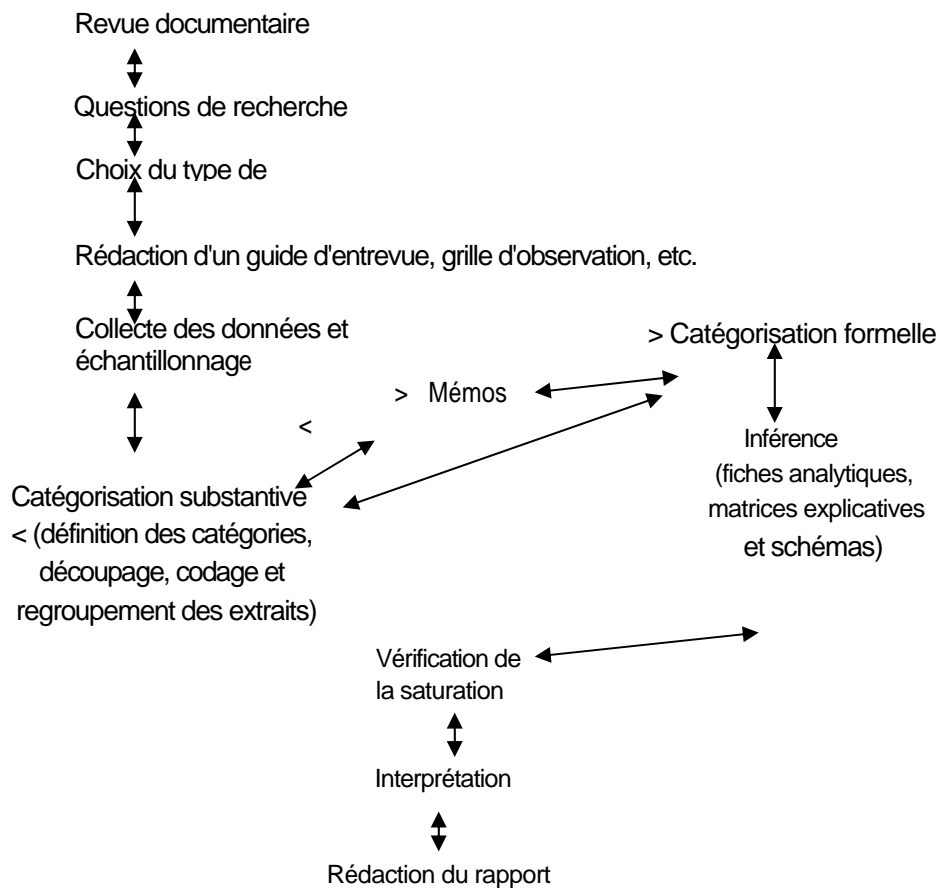 Revue documentaire
Questions de recherche
Choix du type de
Rédaction d'un guide d'entrevue, grille d'observation, etc.
Collecte des données et
échantillonnage
> Catégorisation formelle
> Mémos
<
Inférence
(fiches analytiques,
matrices explicatives
et schémas)
Catégorisation substantive
< (définition des catégories,
découpage, codage et
regroupement des extraits)
Vérification de
la saturation
Interprétation
Rédaction du rapport